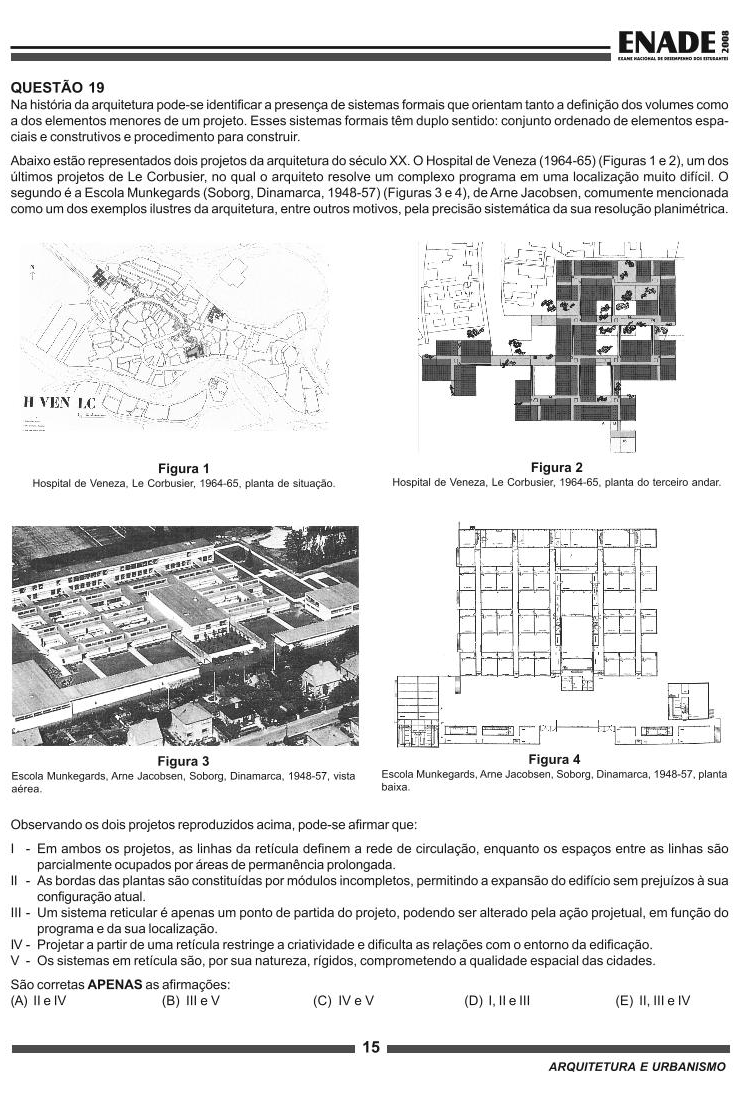 ENADE 2008
EXAME NACIONAL DE DESEMPENHO DOS ESTUDANTES
QUESTÃO 19
Na história da arquitetura pode-se identificar a presença de sistemas formais que orientam tanto a definição dos volumes como
a dos elementos menores de um projeto. Esses sistemas formais têm duplo sentido: conjunto ordenado de elementos espa-
ciais e construtivos e procedimento para construir.
Abaixo estão representados dois projetos da arquitetura do século XX. O Hospital de Veneza (1964-65) (Figuras 1 e 2), um dos
últimos projetos de Le Corbusier, no qual o arquiteto resolve um complexo programa em uma localização muito difícil. O
segundo é a Escola Munkegards (Soborg, Dinamarca, 1948-57) (Figuras 3 e 4), de Arne Jacobsen, comumente mencionada
como um dos exemplos ilustres da arquitetura, entre outros motivos, pela precisão sistemática da sua resolução planimétrica.
H VEN LC
Figura 1
Hospital de Veneza, Le Corbusier, 1964-65, planta de situação.
Figura 2
Hospital de Veneza, Le Corbusier, 1964-65, planta do terceiro andar.
Figura 3
Escola Munkegards, Arne Jacobsen, Soborg, Dinamarca, 1948-57, vista
aérea.
Figura 4
Escola Munkegards, Arne Jacobsen, Soborg, Dinamarca, 1948-57, planta
baixa.
Observando os dois projetos reproduzidos acima, pode-se afirmar que:
I - Em ambos os projetos, as linhas da retícula definem a rede de circulação, enquanto os espaços entre as linhas são
parcialmente ocupados por áreas de permanência prolongada.
II - As bordas das plantas são constituídas por módulos incompletos, permitindo a expansão do edifício sem prejuízos à sua
configuração atual.
III - Um sistema reticular é apenas um ponto de partida do projeto, podendo ser alterado pela ação projetual, em função do
programa e da sua localização.
IV - Projetar a partir de uma retícula restringe a criatividade e dificulta as relações com o entorno da edificação.
V - Os sistemas em retícula são, por sua natureza, rígidos, comprometendo a qualidade espacial das cidades.
São corretas APENAS as afirmações:
(A) II e IV (B) III e V (C) IV e V (D) I, II e III (E) II, III e IV
15
ARQUITETURA E URBANISMO